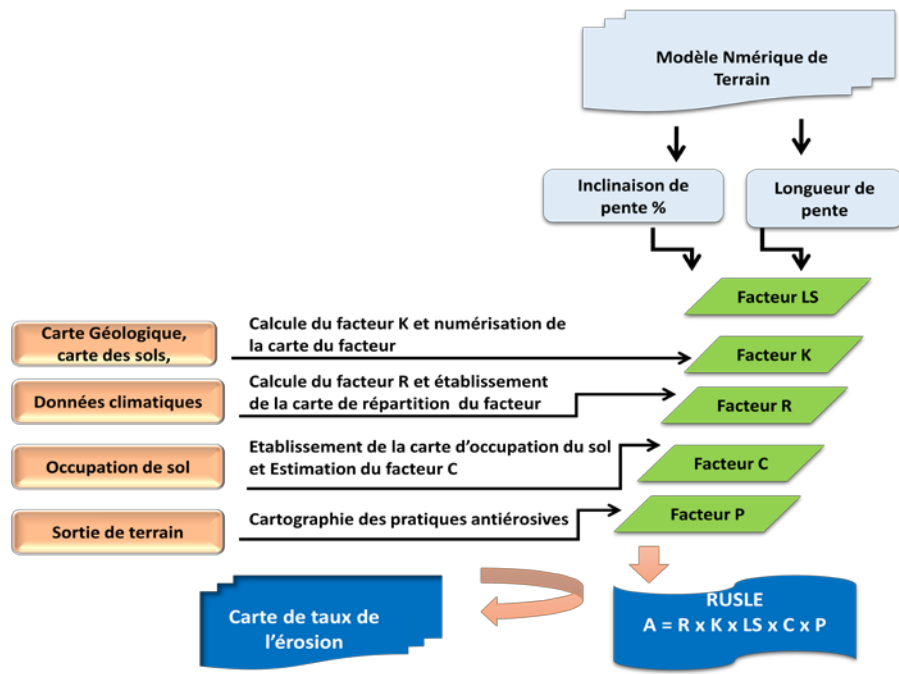 Modèle Nmérique de
Terrain
Inclinaison de
pente %
Longueur de
pente
Facteur LS
Carte Géologique,
carte des sols,
Calcule du facteur K et numérisation de
la carte du facteur
Facteur K
Données climatiques
Calcule du facteur R et établissement
de la carte de répartition du facteur
Facteur R
Occupation de sol
Etablissement de la carte d'occupation du sol
et Estimation du facteur C
Facteur C
Sortie de terrain
Cartographie des pratiques antiérosives
Facteur P
Carte de taux de
l'érosion
RUSLE
A = R x K x LS x C x P